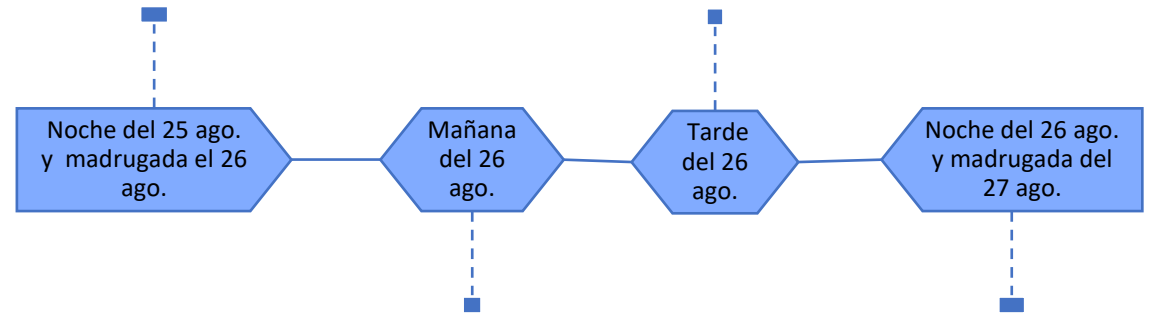 Noche del 25 ago.
y  madrugada el 26
ago.
Mañana
del 26
ago.
Tarde
del 26
ago.
Noche del 26 ago.
y madrugada del
27 ago.